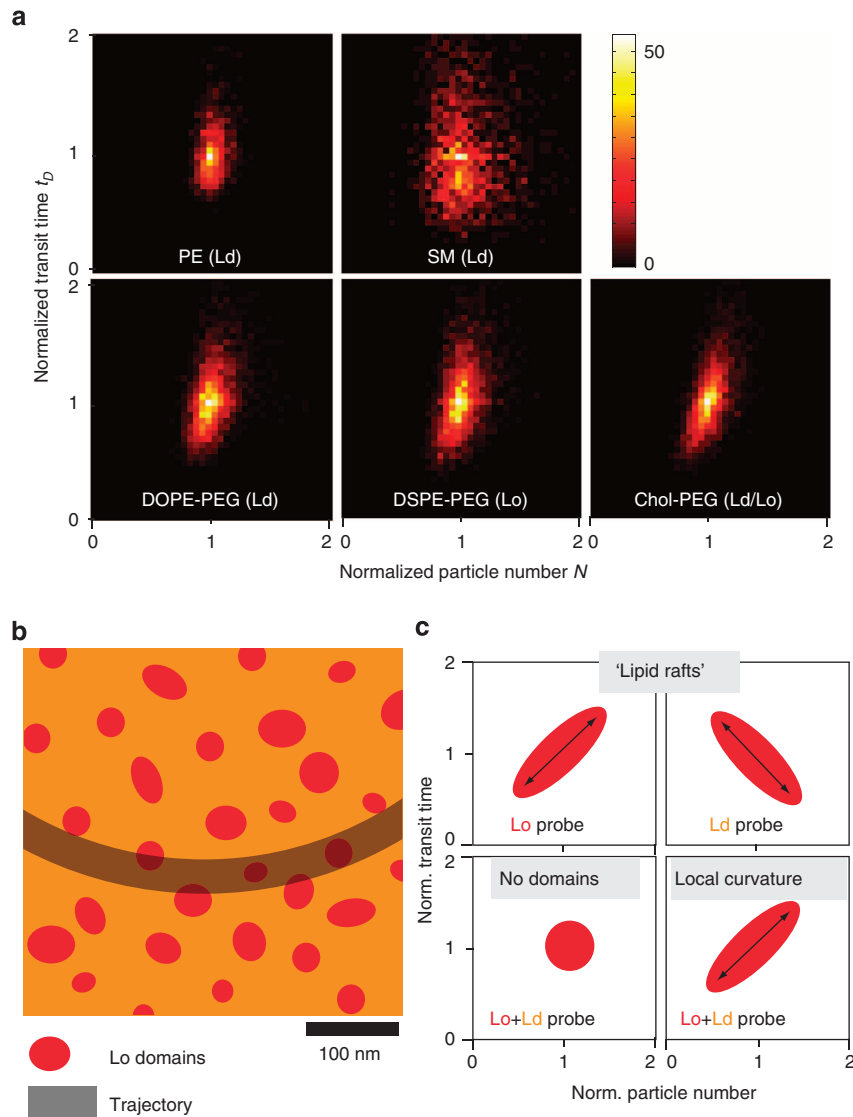 a
2
1
0
Normalized transit time tD
PE (Ld)
SM (Ld)
50
0
2
1
0
DOPE-PEG (Ld)
DSPE-PEG (Lo)
Chol-PEG (Ld/Lo)
0
1
2
0
1
2
0
1
2
Normalized particle number N
b
Lo domains
Trajectory
100 nm
c
'Lipid rafts'
2
1
0
Norm. transit time
Lo probe
Ld probe
No domains
Local curvature
2
1
0
Lo+Ld probe
Lo+Ld probe
0
1
2
0
1
2
Norm. particle number